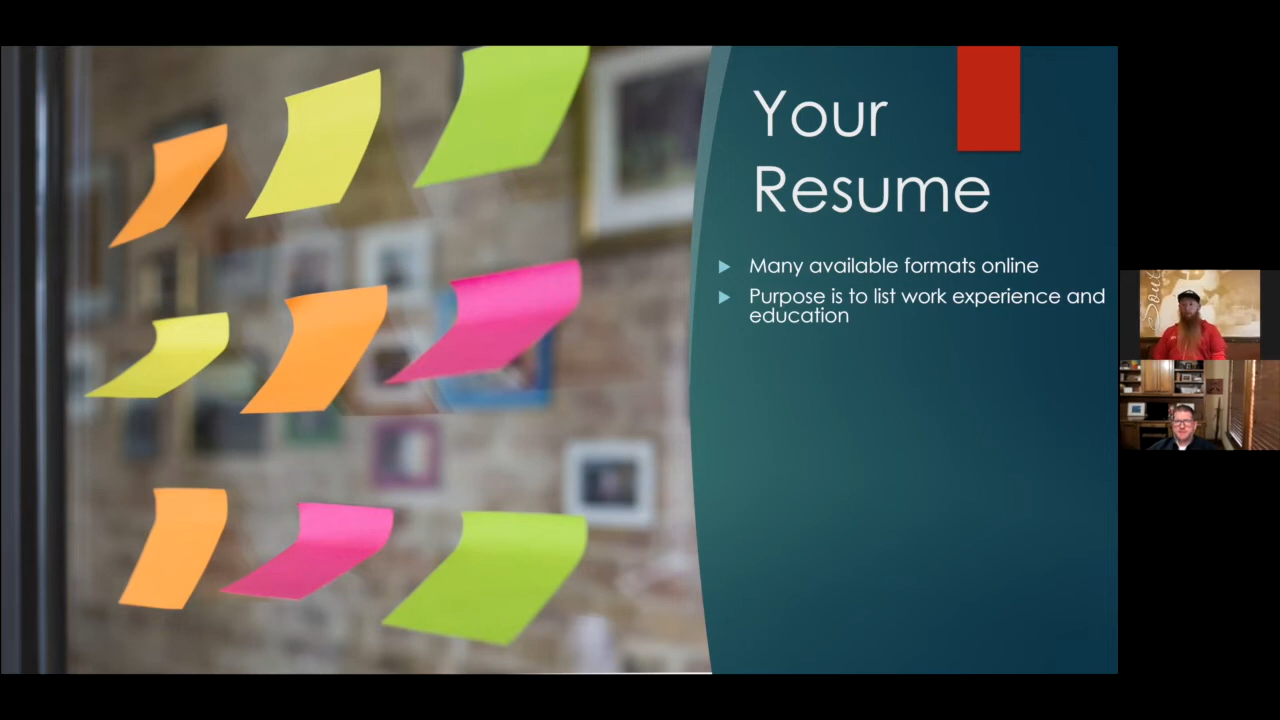 Your
Resume
Many available formats online
Purpose is to list work experience and
education